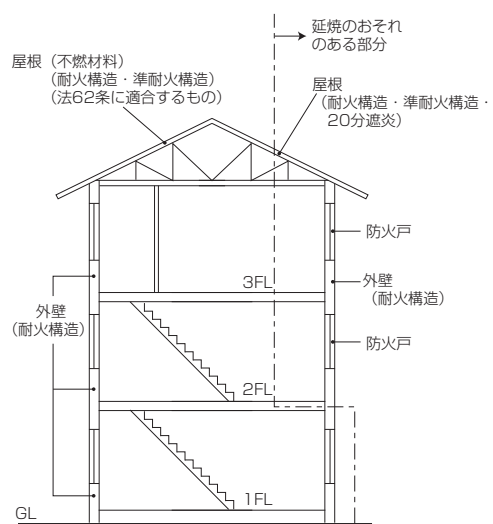 延焼のおそれ
のある部分
屋根（不燃材料）
（耐火構造・準耐火構造）
（法62条に適合するもの）
屋根
（耐火構造・準耐火構造・
20分遮炎）
防火戸
3FL
外壁
（耐火構造）
外壁
（耐火構造）
防火戸
2FL
1FL
GL